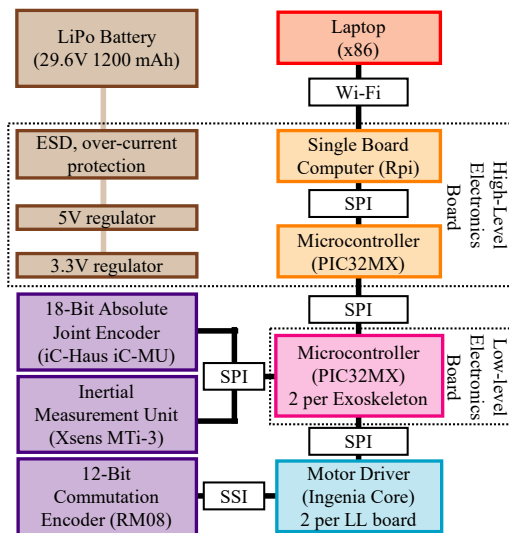 LiPo Battery
(29.6V 1200 mAh)
Laptop
(x86)
Wi-Fi
ESD, over-current
protection
Single Board
Computer (Rpi)
High-Level
Electronics
Board
SPI
5V regulator
Microcontroller
(PIC32MX)
3.3V regulator
SPI
18-Bit Absolute
Joint Encoder
(iC-Haus iC-MU)
SPI
Microcontroller
(PIC32MX)
2 per Exoskeleton
Low-level
Electronics
Board
Inertial
Measurement Unit
(Xsens MTi-3)
SPI
12-Bit
Commutation
Encoder (RM08)
SSI
Motor Driver
(Ingenia Core)
2 per LL board